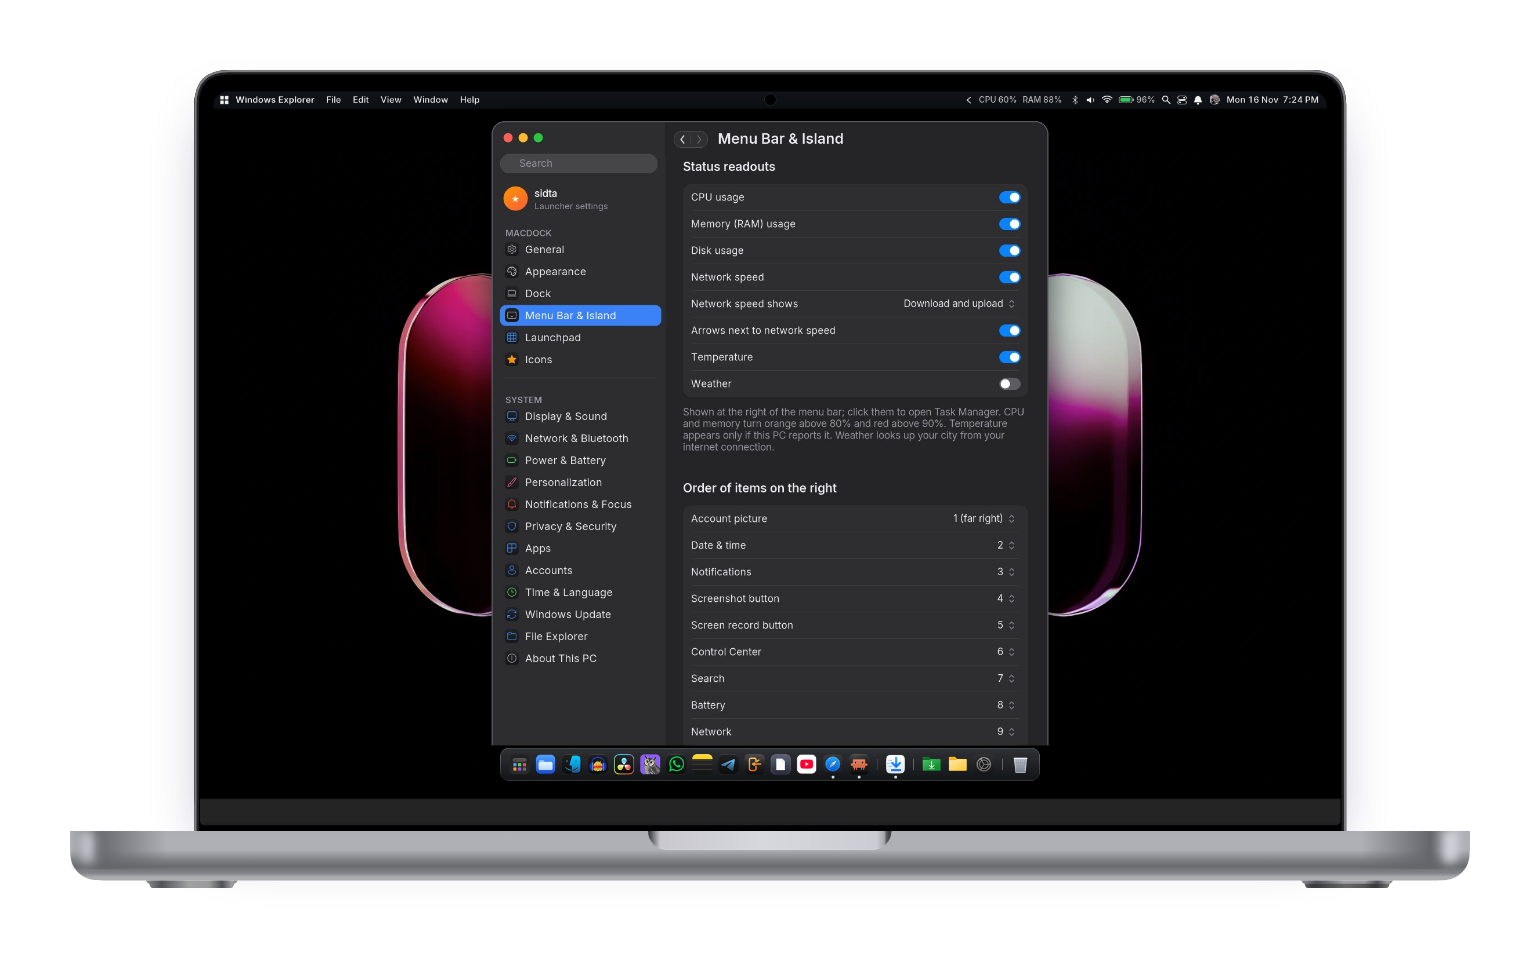 Windows Explorer File Edit View Window Help
CPU 60% RAM 88% 96% Mon 16 Nov 7:24 PM
Search
sidta
Launcher settings
MACDOCK
General
Appearance
Dock
Menu Bar & Island
Launchpad
Icons
SYSTEM
Display & Sound
Network & Bluetooth
Power & Battery
Personalization
Notifications & Focus
Privacy & Security
Apps
Accounts
Time & Language
Windows Update
File Explorer
About This PC
Menu Bar & Island
Status readouts
CPU usage
Memory (RAM) usage
Disk usage
Network speed
Network speed shows Download and upload
Arrows next to network speed
Temperature
Weather
Shown at the right of the menu bar; click them to open Task Manager. CPU
and memory turn orange above 80% and red above 90%. Temperature
appears only if this PC reports it. Weather looks up your city from your
internet connection.
Order of items on the right
Account picture 1 (far right)
Date & time 2
Notifications 3
Screenshot button 4
Screen record button 5
Control Center 6
Search 7
Battery 8
Network 9